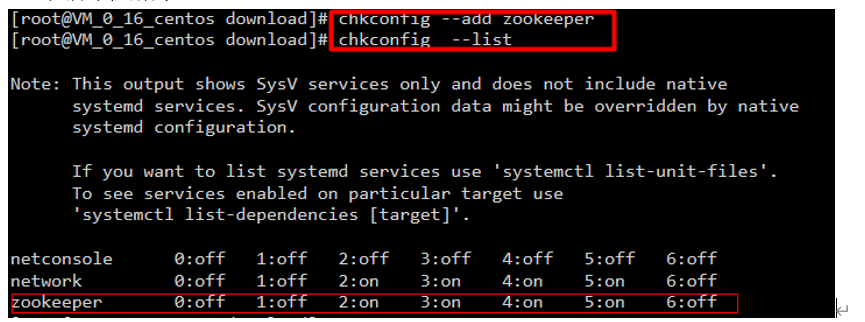 [root@VM_0_16_centos download]# chkconfig --add zookeeper
[root@VM_0_16_centos download]# chkconfig  --list
Note: This output shows SysV services only and does not include native
systemd services. SysV configuration data might be overridden by native
systemd configuration.
If you want to list systemd services use 'systemctl list-unit-files'.
To see services enabled on particular target use
'systemctl list-dependencies [target]'.
netconsole 0:off 1:off 2:off 3:off 4:off 5:off 6:off
network 0:off 1:off 2:on 3:on 4:on 5:on 6:off
zookeeper 0:off 1:off 2:on 3:on 4:on 5:on 6:off